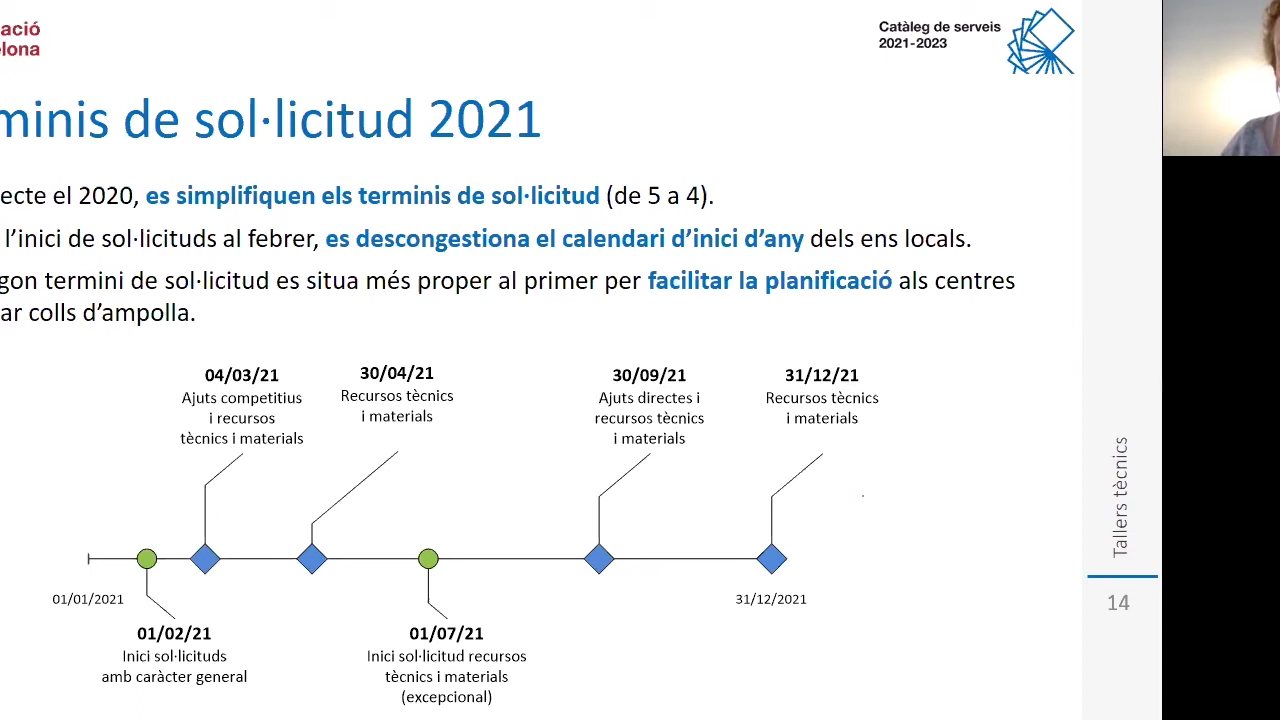 ació
elona
Catàleg de serveis
2021-2023
minis de sol·licitud 2021
ecte el 2020, es simplifiquen els terminis de sol·licitud (de 5 a 4).
l’inici de sol·licituds al febrer, es descongestiona el calendari d’inici d’any dels ens locals.
gon termini de sol·licitud es situa més proper al primer per facilitar la planificació als centres
ar colls d’ampolla.
04/03/21
Ajuts competitius
i recursos
tècnics i materials
30/04/21
Recursos tècnics
i materials
30/09/21
Ajuts directes i
recursos tècnics
i materials
31/12/21
Recursos tècnics
i materials
01/01/2021
31/12/2021
01/02/21
Inici sol·licituds
amb caràcter general
01/07/21
Inici sol·licitud recursos
tècnics i materials
(excepcional)
Tallers tècnics
14